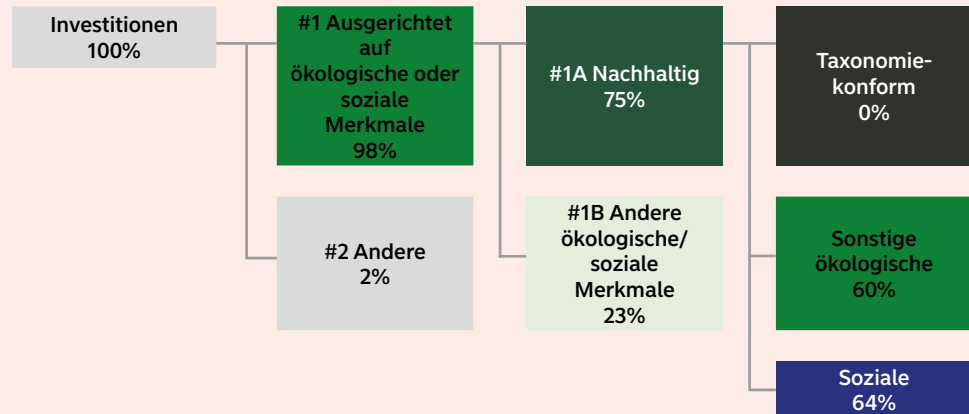 Investitionen
100%
#1 Ausgerichtet
auf
ökologische oder
soziale
Merkmale
98%
#1A Nachhaltig
75%
Taxonomie-
konform
0%
#2 Andere
2%
#1B Andere
ökologische/
soziale
Merkmale
23%
Sonstige
ökologische
60%
Soziale
64%